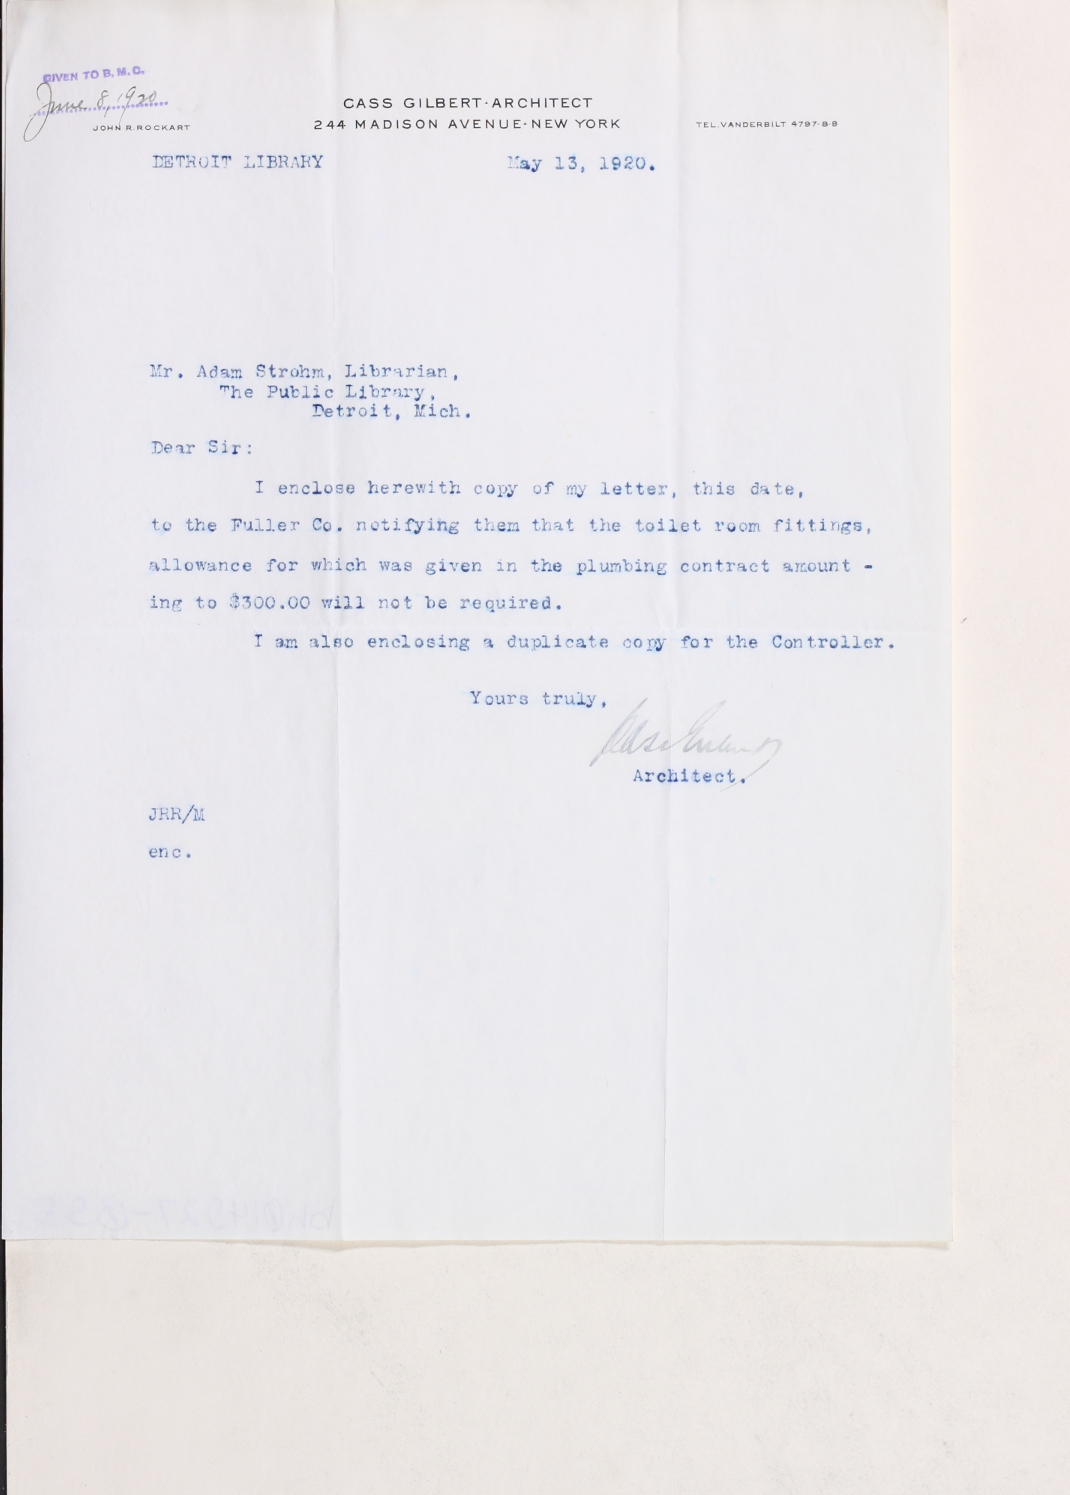 GIVEN TO B. M. C.
June 8, 1920
JOHN R. ROCKART
CASS GILBERT·ARCHITECT
244 MADISON AVENUE·NEW YORK
TEL. VANDERBILT 4797-8-9
DETROIT LIBRARY May 13, 1920.
Mr. Adam Strohm, Librarian,
The Public Library,
Detroit, Mich.
Dear Sir:
I enclose herewith copy of my letter, this date,
to the Fuller Co. notifying them that the toilet room fittings,
allowance for which was given in the plumbing contract amount -
ing to $300.00 will not be required.
I am also enclosing a duplicate copy for the Controller.
Yours truly,
Cass Gilbert
Architect.
JRR/M
enc.